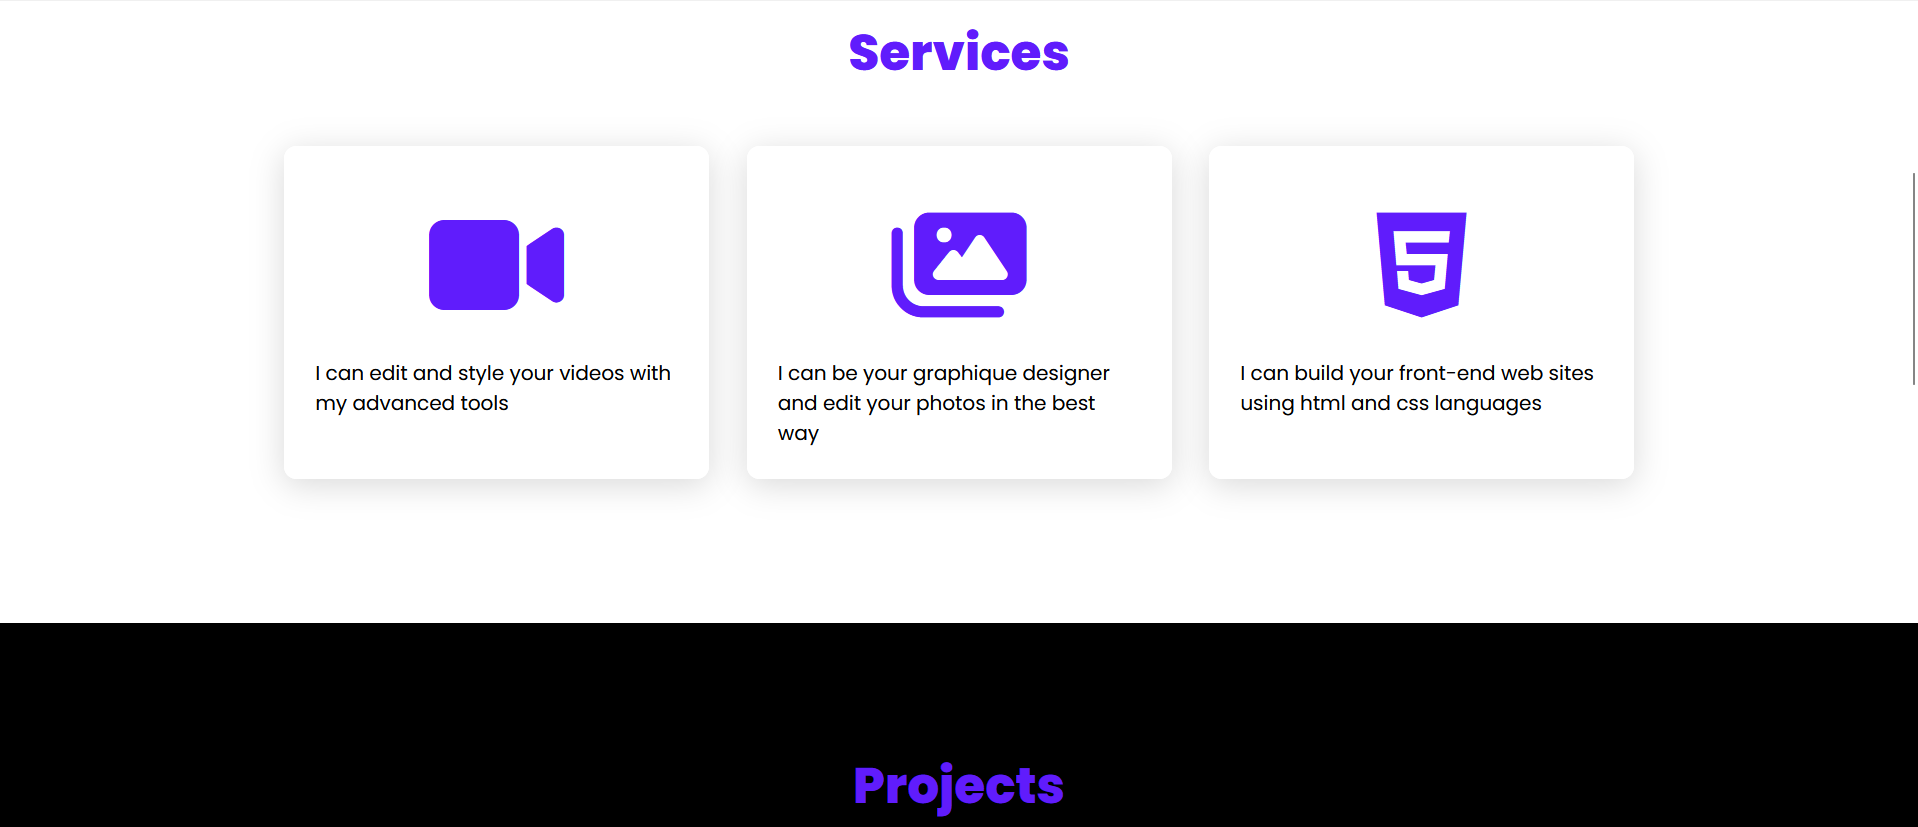 Services
I can edit and style your videos with
my advanced tools
I can be your graphique designer
and edit your photos in the best
way
I can build your front-end web sites
using html and css languages
Projects